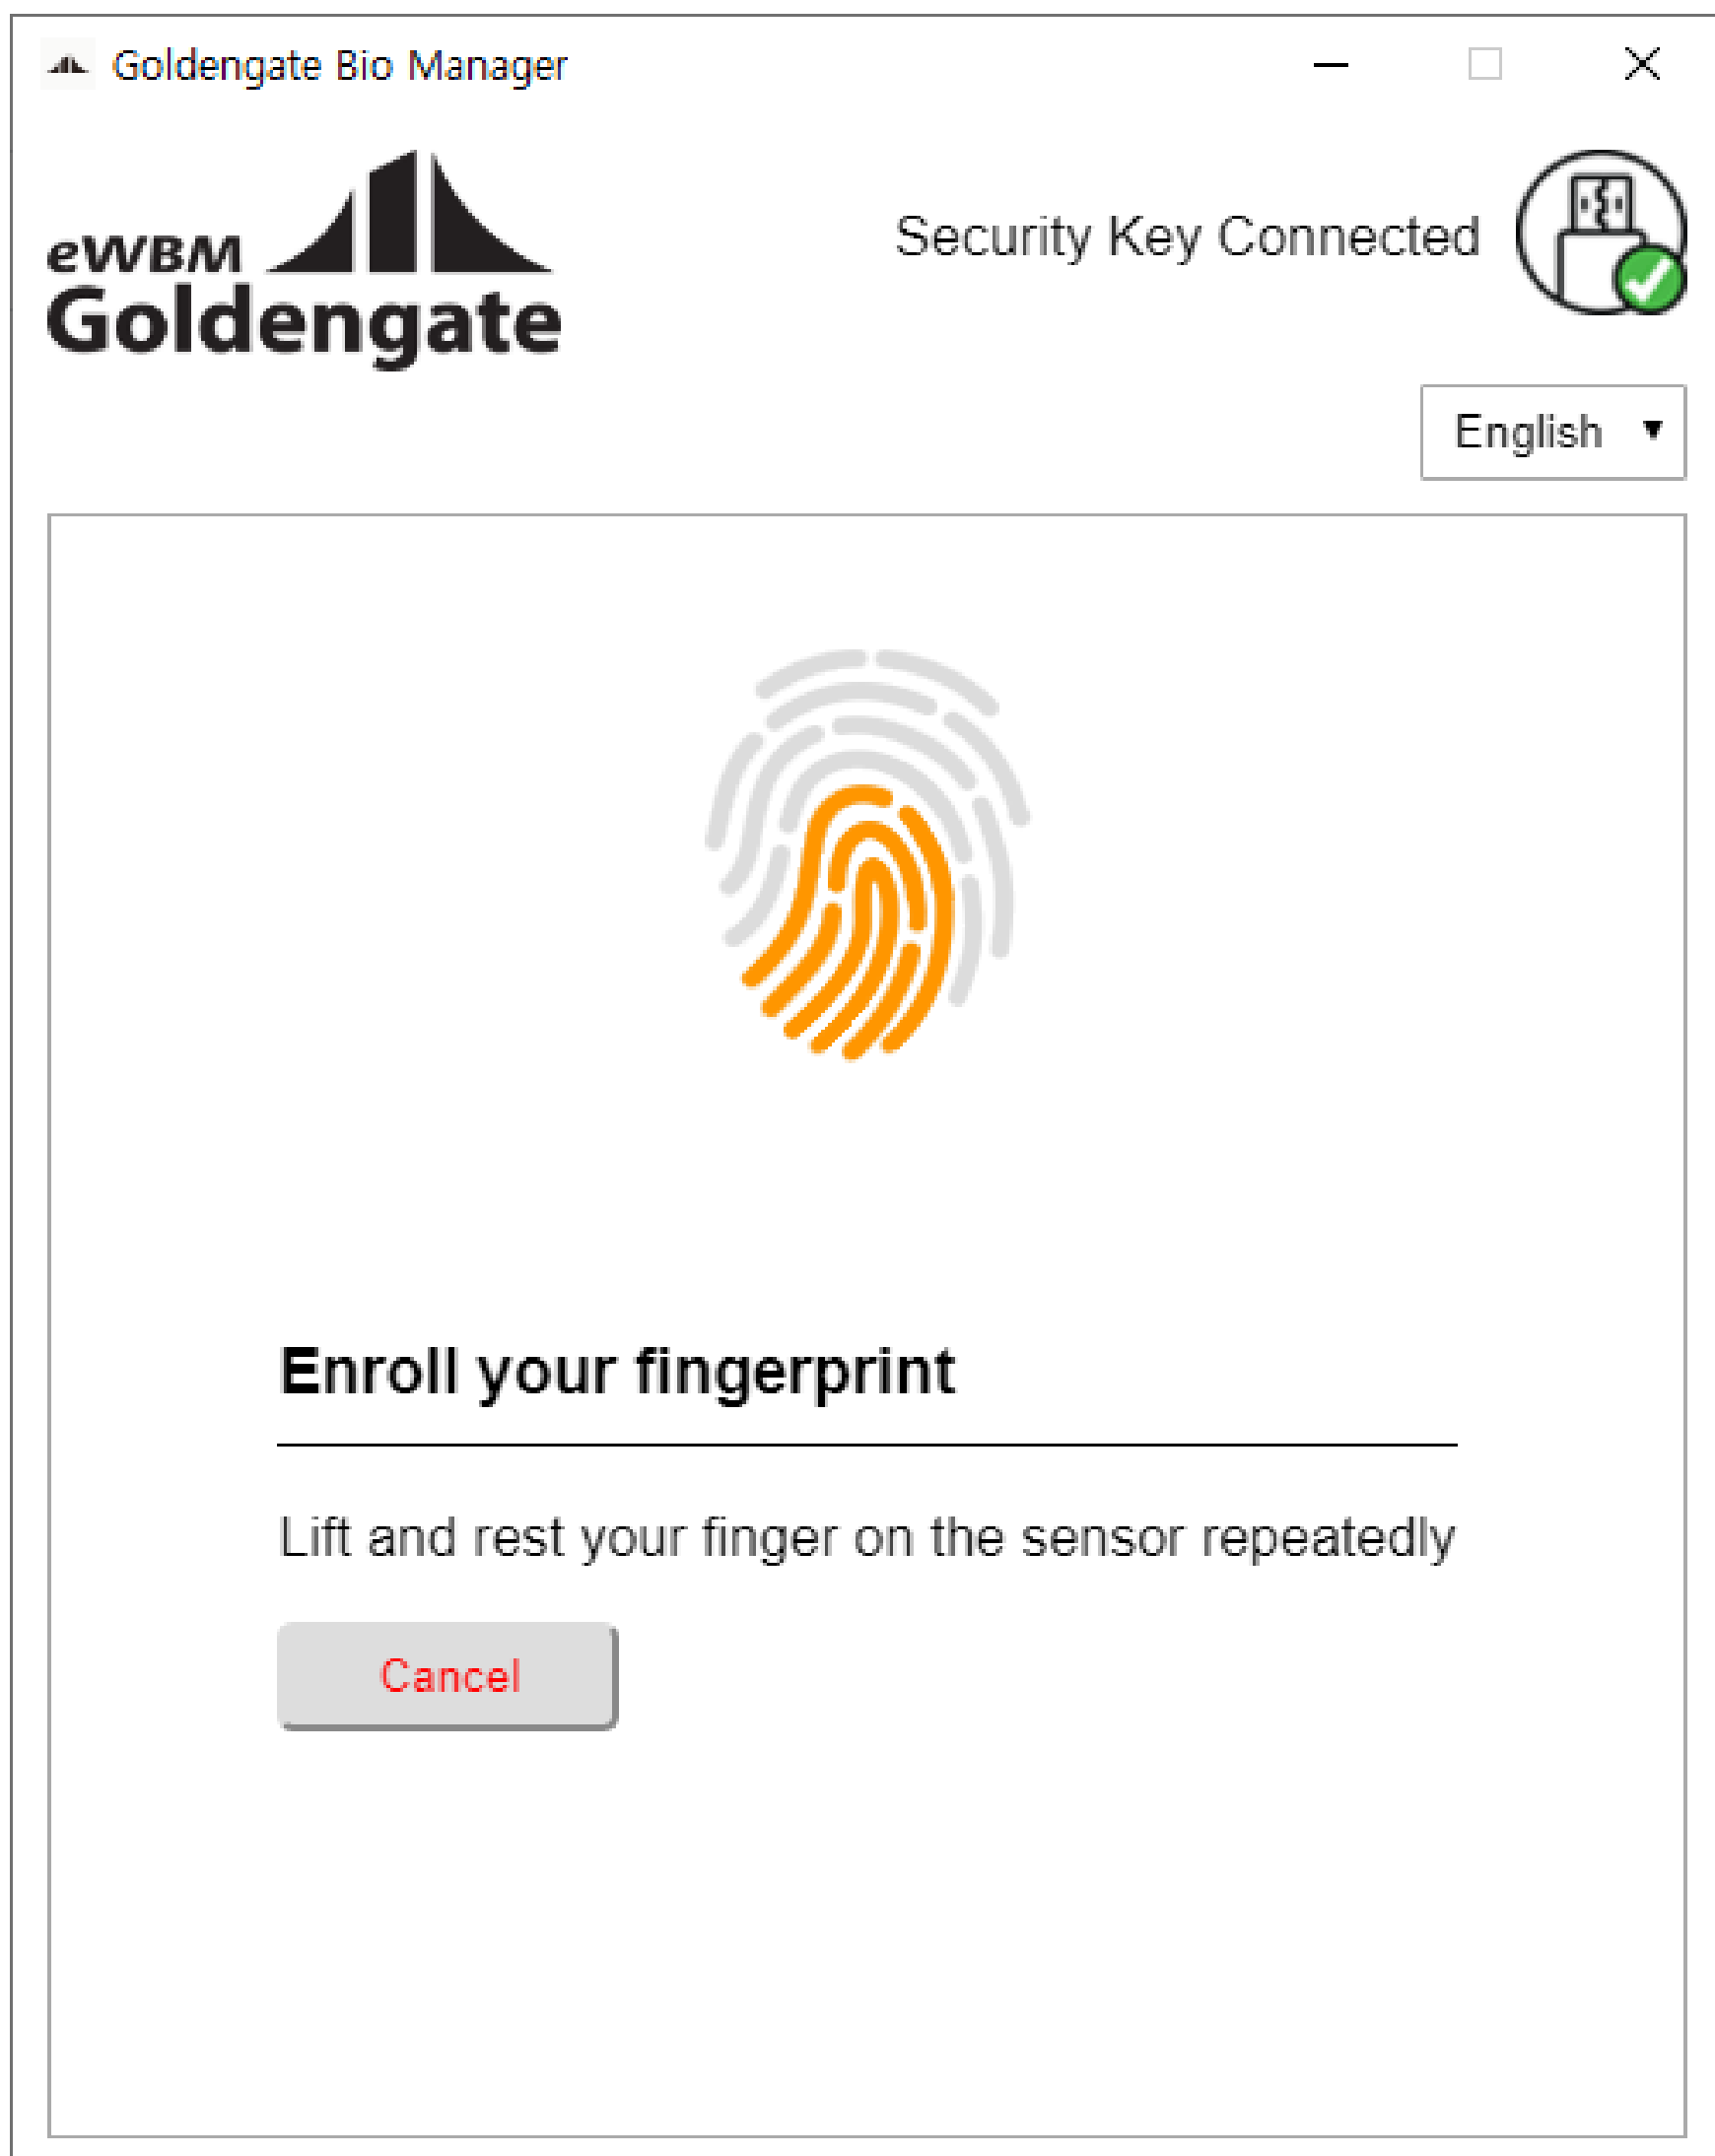 Goldengate Bio Manager
eWBM
Goldengate
Security Key Connected
English
Enroll your fingerprint
Lift and rest your finger on the sensor repeatedly
Cancel